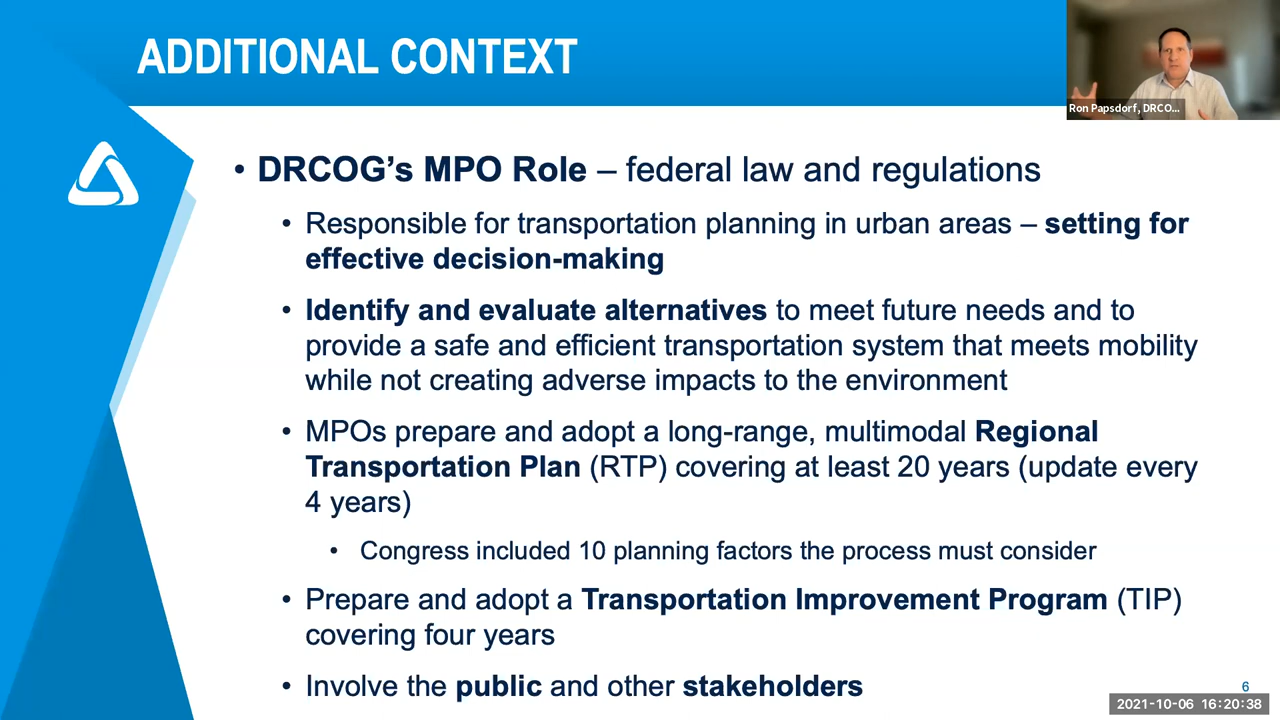 ADDITIONAL CONTEXT
Ron Papsdorf, DRCO...
• DRCOG’s MPO Role – federal law and regulations
• Responsible for transportation planning in urban areas – setting for
effective decision-making
• Identify and evaluate alternatives to meet future needs and to
provide a safe and efficient transportation system that meets mobility
while not creating adverse impacts to the environment
• MPOs prepare and adopt a long-range, multimodal Regional
Transportation Plan (RTP) covering at least 20 years (update every
4 years)
• Congress included 10 planning factors the process must consider
• Prepare and adopt a Transportation Improvement Program (TIP)
covering four years
• Involve the public and other stakeholders
6
2021-10-06 16:20:38